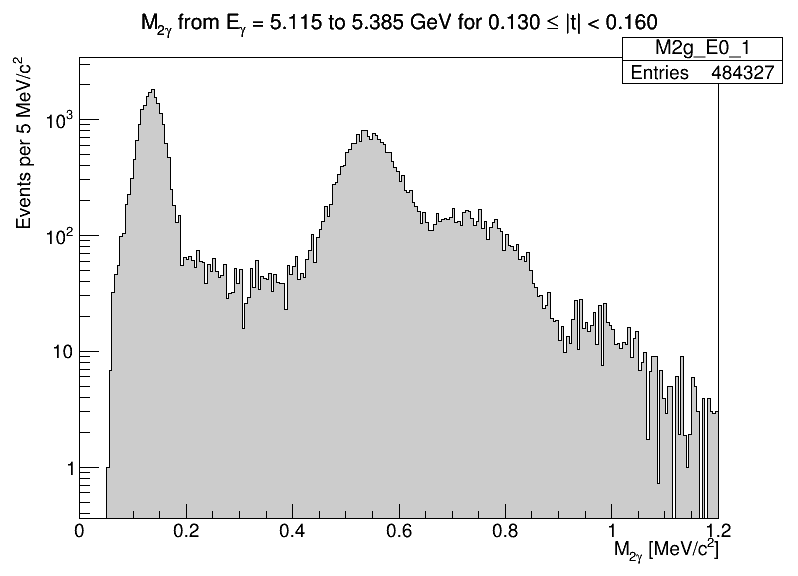 M₂γ from Eγ = 5.115 to 5.385 GeV for 0.130 ≤ |t| < 0.160
M2g_E0_1
Entries 484327
Events per 5 MeV/c²
10³
10²
10
1
0 0.2 0.4 0.6 0.8 1 1.2
M₂γ [MeV/c²]